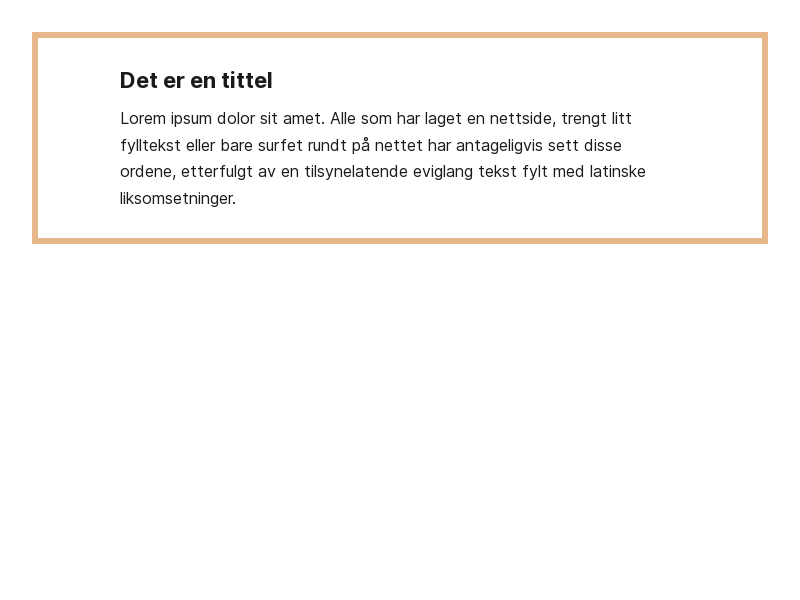 Det er en tittel
Lorem ipsum dolor sit amet. Alle som har laget en nettside, trengt litt
fylltekst eller bare surfet rundt på nettet har antageligvis sett disse
ordene, etterfulgt av en tilsynelatende eviglang tekst fylt med latinske
liksomsetninger.